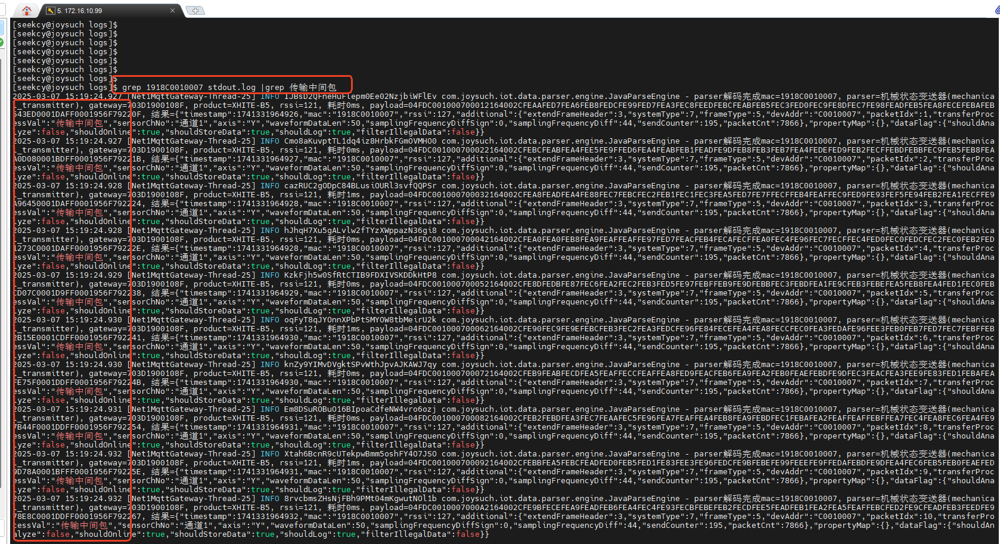 5. 172.16.10.99
[seekcy@joysuch logs]$
[seekcy@joysuch logs]$
[seekcy@joysuch logs]$
[seekcy@joysuch logs]$
[seekcy@joysuch logs]$
[seekcy@joysuch logs]$
[seekcy@joysuch logs]$
[seekcy@joysuch logs]$ grep 1918C0010007 stdout.log |grep 传输中间包
2025-03-07 15:19:24.927 [Net1MqttGateway-Thread-25] INFO com.joysuch.iot.data.parser.engine.JavaParseEngine - parser解码完成mac=1918C0010007, parser=机械状态变送器(mechanica
l_transmitter), gateway=703D1900108F, product=XHITE-B5, rssi=121, 耗时0ms,
543ED0001DAFF0001956F79220F, 结果={"timestamp":1741331964926,"mac":"1918C0010007","rssi":127,"additional":{"extendFrameHeader":3,"systemType":7,"frameType":5,"devAddr":"C0010007","packetIdx":1,"transferProc
essVal":"传输中间包","sensorChNo":"通道1","axis":"Y","waveformDataLen":50,"samplingFrequencyDiffSign":0,"samplingFrequencyDiff":44,"sendCounter":195,"packetCnt":7866},"propertyMap":{},"dataFlag":{"shouldAna
lyze":false,"shouldOnline":true,"shouldStoreData":true,"shouldLog":true,"filterIllegalData":false}}
2025-03-07 15:19:24.927 [Net1MqttGateway-Thread-25] INFO com.joysuch.iot.data.parser.engine.JavaParseEngine - parser解码完成mac=1918C0010007, parser=机械状态变送器(mechanica
l_transmitter), gateway=703D1900108F, product=XHITE-B5, rssi=121, 耗时0ms,
A0D080001BDFF0001956F79221B, 结果={"timestamp":1741331964927,"mac":"1918C0010007","rssi":127,"additional":{"extendFrameHeader":3,"systemType":7,"frameType":5,"devAddr":"C0010007","packetIdx":2,"transferProc
essVal":"传输中间包","sensorChNo":"通道1","axis":"Y","waveformDataLen":50,"samplingFrequencyDiffSign":0,"samplingFrequencyDiff":44,"sendCounter":195,"packetCnt":7866},"propertyMap":{},"dataFlag":{"shouldAna
lyze":false,"shouldOnline":true,"shouldStoreData":true,"shouldLog":true,"filterIllegalData":false}}
2025-03-07 15:19:24.928 [Net1MqttGateway-Thread-25] INFO com.joysuch.iot.data.parser.engine.JavaParseEngine - parser解码完成mac=1918C0010007, parser=机械状态变送器(mechanica
l_transmitter), gateway=703D1900108F, product=XHITE-B5, rssi=121, 耗时1ms,
A96450001DAFF0001956F792224, 结果={"timestamp":1741331964928,"mac":"1918C0010007","rssi":127,"additional":{"extendFrameHeader":3,"systemType":7,"frameType":5,"devAddr":"C0010007","packetIdx":3,"transferProc
essVal":"传输中间包","sensorChNo":"通道1","axis":"Y","waveformDataLen":50,"samplingFrequencyDiffSign":0,"samplingFrequencyDiff":44,"sendCounter":195,"packetCnt":7866},"propertyMap":{},"dataFlag":{"shouldAna
lyze":false,"shouldOnline":true,"shouldStoreData":true,"shouldLog":true,"filterIllegalData":false}}
2025-03-07 15:19:24.928 [Net1MqttGateway-Thread-25] INFO com.joysuch.iot.data.parser.engine.JavaParseEngine - parser解码完成mac=1918C0010007, parser=机械状态变送器(mechanica
l_transmitter), gateway=703D1900108F, product=XHITE-B5, rssi=121, 耗时0ms,
1273C0001DAFF0001956F79222E, 结果={"timestamp":1741331964928,"mac":"1918C0010007","rssi":127,"additional":{"extendFrameHeader":3,"systemType":7,"frameType":5,"devAddr":"C0010007","packetIdx":4,"transferProc
essVal":"传输中间包","sensorChNo":"通道1","axis":"Y","waveformDataLen":50,"samplingFrequencyDiffSign":0,"samplingFrequencyDiff":44,"sendCounter":195,"packetCnt":7866},"propertyMap":{},"dataFlag":{"shouldAna
lyze":false,"shouldOnline":true,"shouldStoreData":true,"shouldLog":true,"filterIllegalData":false}}
2025-03-07 15:19:24.929 [Net1MqttGateway-Thread-25] INFO com.joysuch.iot.data.parser.engine.JavaParseEngine - parser解码完成mac=1918C0010007, parser=机械状态变送器(mechanica
l_transmitter), gateway=703D1900108F, product=XHITE-B5, rssi=121, 耗时0ms,
CD07C0001D9FF0001956F792238, 结果={"timestamp":1741331964929,"mac":"1918C0010007","rssi":127,"additional":{"extendFrameHeader":3,"systemType":7,"frameType":5,"devAddr":"C0010007","packetIdx":5,"transferProc
essVal":"传输中间包","sensorChNo":"通道1","axis":"Y","waveformDataLen":50,"samplingFrequencyDiffSign":0,"samplingFrequencyDiff":44,"sendCounter":195,"packetCnt":7866},"propertyMap":{},"dataFlag":{"shouldAna
lyze":false,"shouldOnline":true,"shouldStoreData":true,"shouldLog":true,"filterIllegalData":false}}
2025-03-07 15:19:24.930 [Net1MqttGateway-Thread-25] INFO com.joysuch.iot.data.parser.engine.JavaParseEngine - parser解码完成mac=1918C0010007, parser=机械状态变送器(mechanica
l_transmitter), gateway=703D1900108F, product=XHITE-B5, rssi=121, 耗时1ms,
2B15E0001CDFF0001956F792241, 结果={"timestamp":1741331964930,"mac":"1918C0010007","rssi":127,"additional":{"extendFrameHeader":3,"systemType":7,"frameType":5,"devAddr":"C0010007","packetIdx":6,"transferProc
essVal":"传输中间包","sensorChNo":"通道1","axis":"Y","waveformDataLen":50,"samplingFrequencyDiffSign":0,"samplingFrequencyDiff":44,"sendCounter":195,"packetCnt":7866},"propertyMap":{},"dataFlag":{"shouldAna
lyze":false,"shouldOnline":true,"shouldStoreData":true,"shouldLog":true,"filterIllegalData":false}}
2025-03-07 15:19:24.930 [Net1MqttGateway-Thread-25] INFO com.joysuch.iot.data.parser.engine.JavaParseEngine - parser解码完成mac=1918C0010007, parser=机械状态变送器(mechanica
l_transmitter), gateway=703D1900108F, product=XHITE-B5, rssi=121, 耗时0ms,
FE75F0001DDFF0001956F79224B, 结果={"timestamp":1741331964930,"mac":"1918C0010007","rssi":127,"additional":{"extendFrameHeader":3,"systemType":7,"frameType":5,"devAddr":"C0010007","packetIdx":7,"transferProc
essVal":"传输中间包","sensorChNo":"通道1","axis":"Y","waveformDataLen":50,"samplingFrequencyDiffSign":0,"samplingFrequencyDiff":44,"sendCounter":195,"packetCnt":7866},"propertyMap":{},"dataFlag":{"shouldAna
lyze":false,"shouldOnline":true,"shouldStoreData":true,"shouldLog":true,"filterIllegalData":false}}
2025-03-07 15:19:24.931 [Net1MqttGateway-Thread-25] INFO com.joysuch.iot.data.parser.engine.JavaParseEngine - parser解码完成mac=1918C0010007, parser=机械状态变送器(mechanica
l_transmitter), gateway=703D1900108F, product=XHITE-B5, rssi=121, 耗时0ms,
7B44F0001DDFF0001956F792254, 结果={"timestamp":1741331964931,"mac":"1918C0010007","rssi":127,"additional":{"extendFrameHeader":3,"systemType":7,"frameType":5,"devAddr":"C0010007","packetIdx":8,"transferProc
essVal":"传输中间包","sensorChNo":"通道1","axis":"Y","waveformDataLen":50,"samplingFrequencyDiffSign":0,"samplingFrequencyDiff":44,"sendCounter":195,"packetCnt":7866},"propertyMap":{},"dataFlag":{"shouldAna
lyze":false,"shouldOnline":true,"shouldStoreData":true,"shouldLog":true,"filterIllegalData":false}}
2025-03-07 15:19:24.932 [Net1MqttGateway-Thread-25] INFO com.joysuch.iot.data.parser.engine.JavaParseEngine - parser解码完成mac=1918C0010007, parser=机械状态变送器(mechanica
l_transmitter), gateway=703D1900108F, product=XHITE-B5, rssi=121, 耗时1ms,
9D78A0001BFFF0001956F79225E, 结果={"timestamp":1741331964931,"mac":"1918C0010007","rssi":127,"additional":{"extendFrameHeader":3,"systemType":7,"frameType":5,"devAddr":"C0010007","packetIdx":9,"transferProc
essVal":"传输中间包","sensorChNo":"通道1","axis":"Y","waveformDataLen":50,"samplingFrequencyDiffSign":0,"samplingFrequencyDiff":44,"sendCounter":195,"packetCnt":7866},"propertyMap":{},"dataFlag":{"shouldAna
lyze":false,"shouldOnline":true,"shouldStoreData":true,"shouldLog":true,"filterIllegalData":false}}
2025-03-07 15:19:24.932 [Net1MqttGateway-Thread-25] INFO com.joysuch.iot.data.parser.engine.JavaParseEngine - parser解码完成mac=1918C0010007, parser=机械状态变送器(mechanica
l_transmitter), gateway=703D1900108F, product=XHITE-B5, rssi=121, 耗时0ms,
78E8C0001DDFF0001956F792267, 结果={"timestamp":1741331964932,"mac":"1918C0010007","rssi":127,"additional":{"extendFrameHeader":3,"systemType":7,"frameType":5,"devAddr":"C0010007","packetIdx":10,"transferPro
cessVal":"传输中间包","sensorChNo":"通道1","axis":"Y","waveformDataLen":50,"samplingFrequencyDiffSign":0,"samplingFrequencyDiff":44,"sendCounter":195,"packetCnt":7866},"propertyMap":{},"dataFlag":{"shouldAn
alyze":false,"shouldOnline":true,"shouldStoreData":true,"shouldLog":true,"filterIllegalData":false}}